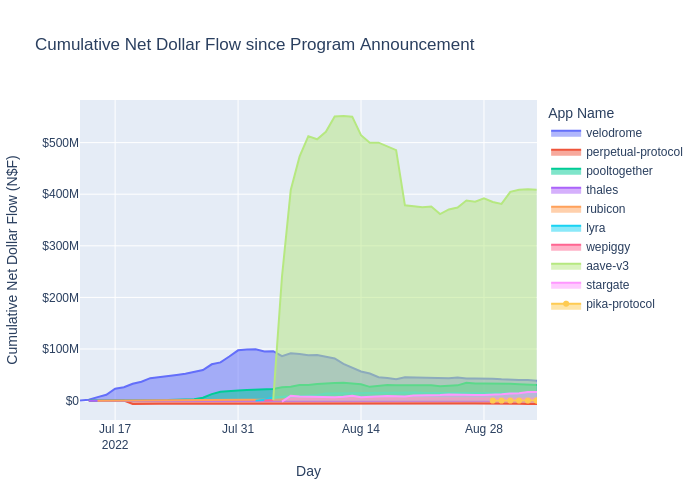 Cumulative Net Dollar Flow since Program Announcement
App Name
velodrome
perpetual-protocol
pooltogether
thales
rubicon
lyra
wepiggy
aave-v3
stargate
pika-protocol
Cumulative Net Dollar Flow (N$F)
$500M
$400M
$300M
$200M
$100M
$0
Jul 17
2022
Jul 31
Aug 14
Aug 28
Day